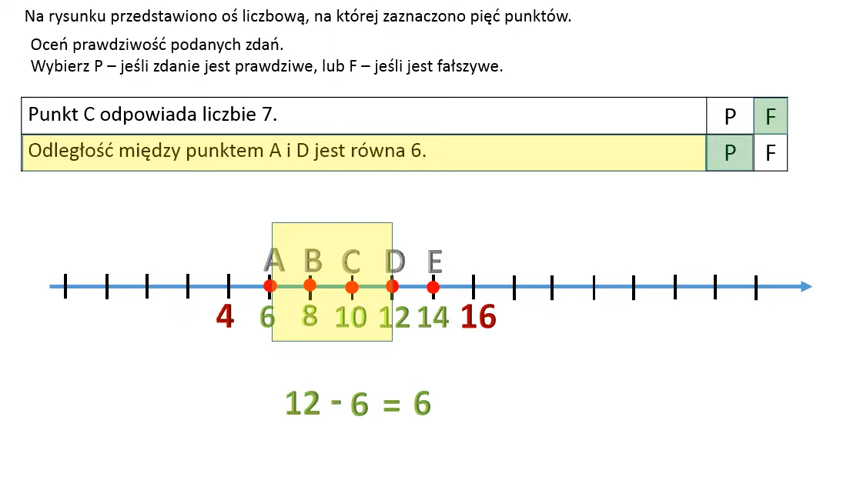 Na rysunku przedstawiono oś liczbową, na której zaznaczono pięć punktów.
Oceń prawdziwość podanych zdań.
Wybierz P – jeśli zdanie jest prawdziwe, lub F – jeśli jest fałszywe.
Punkt C odpowiada liczbie 7. P F
Odległość między punktem A i D jest równa 6. P F
A B C D E
4 6 8 10 12 14 16
12 - 6 = 6